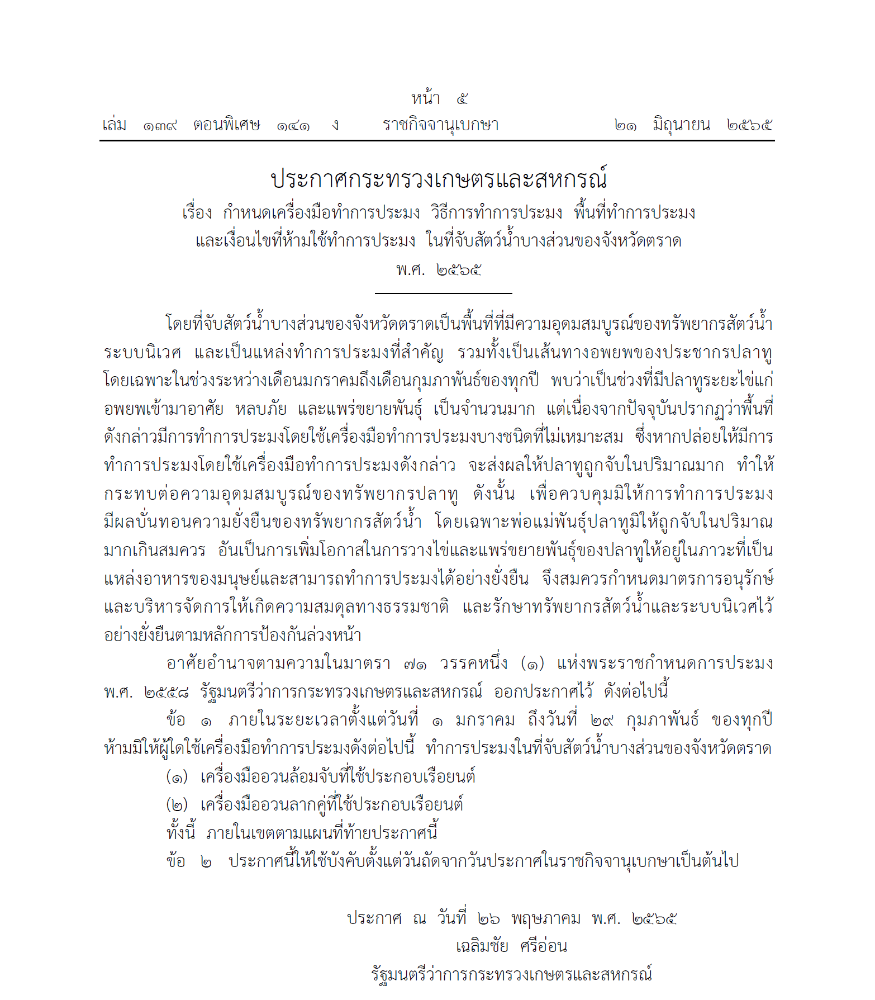 หน้า ๕
เล่ม ๑๓๙ ตอนพิเศษ ๑๔๑ ง ราชกิจจานุเบกษา ๒๑ มิถุนายน ๒๕๖๕
ประกาศกระทรวงเกษตรและสหกรณ์
เรื่อง กำหนดเครื่องมือทำการประมง วิธีการทำการประมง พื้นที่ทำการประมง
และเงื่อนไขที่ห้ามใช้ทำการประมง ในที่จับสัตว์น้ำบางส่วนของจังหวัดตราด
พ.ศ. ๒๕๖๕
โดยที่จับสัตว์น้ำบางส่วนของจังหวัดตราดเป็นพื้นที่ที่มีความอุดมสมบูรณ์ของทรัพยากรสัตว์น้ำ
ระบบนิเวศ และเป็นแหล่งทำการประมงที่สำคัญ รวมทั้งเป็นเส้นทางอพยพของประชากรปลาทู
โดยเฉพาะในช่วงระหว่างเดือนมกราคมถึงเดือนกุมภาพันธ์ของทุกปี พบว่าเป็นช่วงที่มีปลาทูระยะไข่แก่
อพยพเข้ามาอาศัย หลบภัย และแพร่ขยายพันธุ์ เป็นจำนวนมาก แต่เนื่องจากปัจจุบันปรากฏว่าพื้นที่
ดังกล่าวมีการทำการประมงโดยใช้เครื่องมือทำการประมงบางชนิดที่ไม่เหมาะสม ซึ่งหากปล่อยให้มีการ
ทำการประมงโดยใช้เครื่องมือทำการประมงดังกล่าว จะส่งผลให้ปลาทูถูกจับในปริมาณมาก ทำให้
กระทบต่อความอุดมสมบูรณ์ของทรัพยากรปลาทู ดังนั้น เพื่อควบคุมมิให้การทำการประมง
มีผลบั่นทอนความยั่งยืนของทรัพยากรสัตว์น้ำ โดยเฉพาะพ่อแม่พันธุ์ปลาทูมิให้ถูกจับในปริมาณ
มากเกินสมควร อันเป็นการเพิ่มโอกาสในการวางไข่และแพร่ขยายพันธุ์ของปลาทูให้อยู่ในภาวะที่เป็น
แหล่งอาหารของมนุษย์และสามารถทำการประมงได้อย่างยั่งยืน จึงสมควรกำหนดมาตรการอนุรักษ์
และบริหารจัดการให้เกิดความสมดุลทางธรรมชาติ และรักษาทรัพยากรสัตว์น้ำและระบบนิเวศไว้
อย่างยั่งยืนตามหลักการป้องกันล่วงหน้า
อาศัยอำนาจตามความในมาตรา ๗๑ วรรคหนึ่ง (๑) แห่งพระราชกำหนดการประมง
พ.ศ. ๒๕๕๘ รัฐมนตรีว่าการกระทรวงเกษตรและสหกรณ์ ออกประกาศไว้ ดังต่อไปนี้
ข้อ ๑ ภายในระยะเวลาตั้งแต่วันที่ ๑ มกราคม ถึงวันที่ ๒๙ กุมภาพันธ์ ของทุกปี
ห้ามมิให้ผู้ใดใช้เครื่องมือทำการประมงดังต่อไปนี้ ทำการประมงในที่จับสัตว์น้ำบางส่วนของจังหวัดตราด
(๑) เครื่องมืออวนล้อมจับที่ใช้ประกอบเรือยนต์
(๒) เครื่องมืออวนลากคู่ที่ใช้ประกอบเรือยนต์
ทั้งนี้ ภายในเขตตามแผนที่ท้ายประกาศนี้
ข้อ ๒ ประกาศนี้ให้ใช้บังคับตั้งแต่วันถัดจากวันประกาศในราชกิจจานุเบกษาเป็นต้นไป
ประกาศ ณ วันที่ ๒๖ พฤษภาคม พ.ศ. ๒๕๖๕
เฉลิมชัย ศรีอ่อน
รัฐมนตรีว่าการกระทรวงเกษตรและสหกรณ์